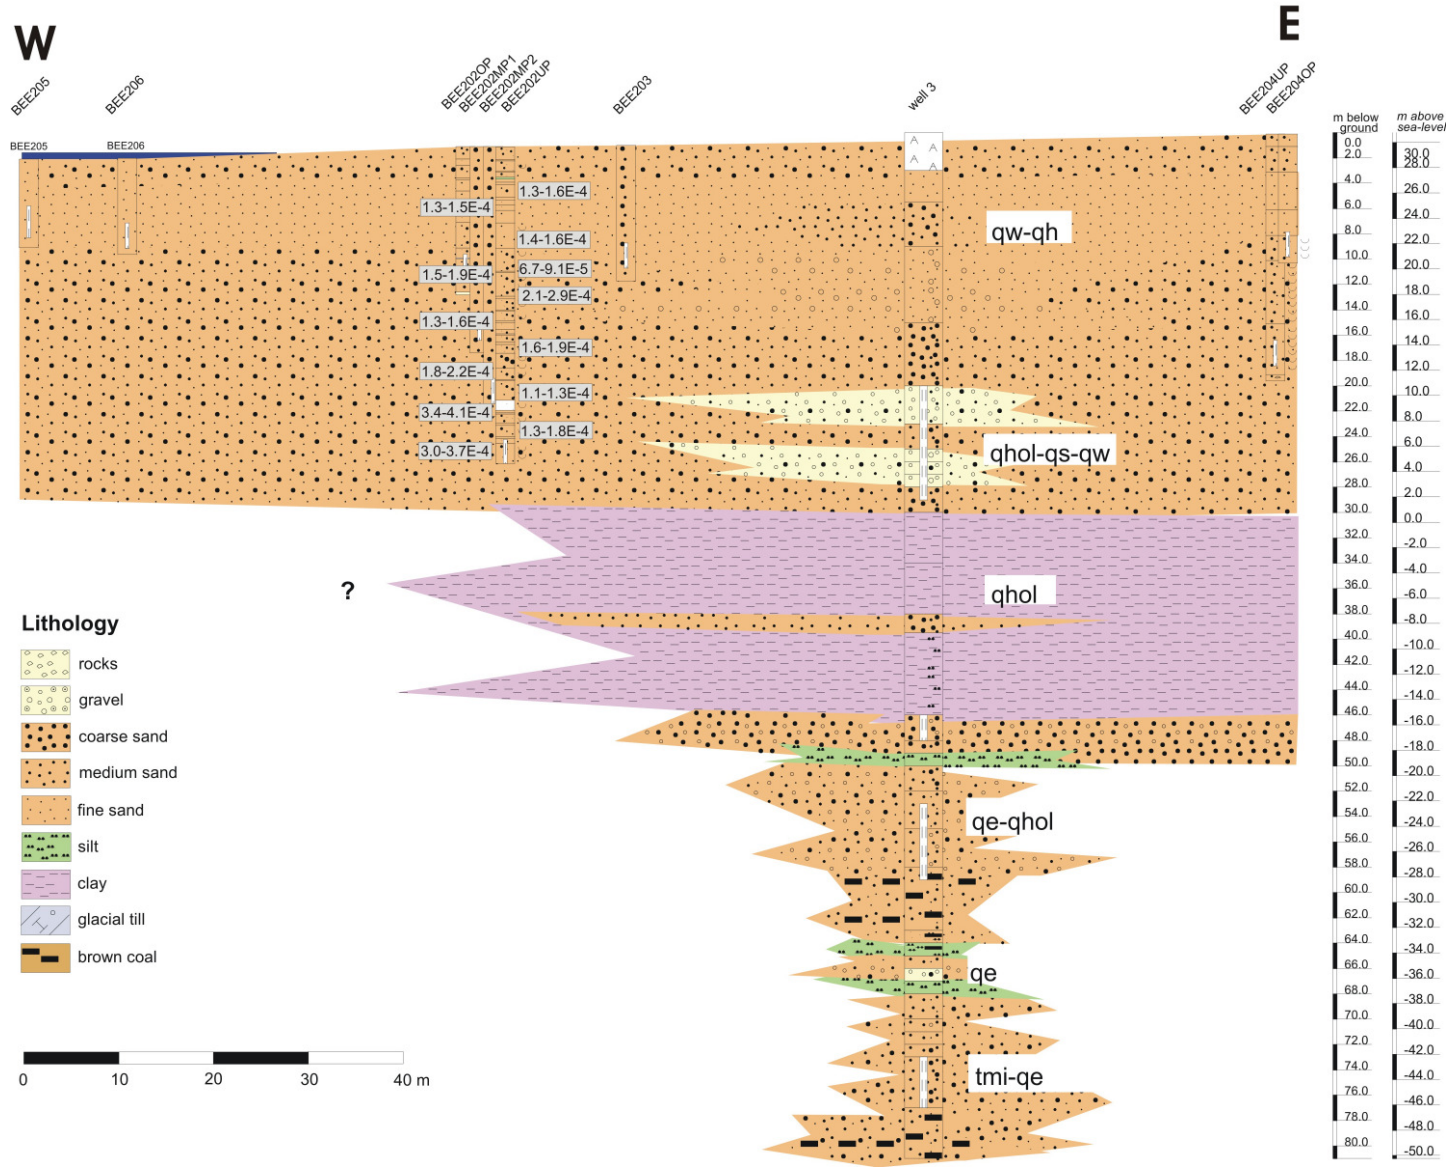 W
E
BEE205
BEE206
BEE202OP
BEE202MP1
BEE202MP2
BEE202UP
BEE203
well 3
BEE204UP
BEE204OP
m below
ground
m above
sea-level
BEE205
BEE206
1.3-1.6E-4
1.3-1.5E-4
1.4-1.6E-4
6.7-9.1E-5
1.5-1.9E-4
2.1-2.9E-4
1.3-1.6E-4
1.6-1.9E-4
1.8-2.2E-4
1.1-1.3E-4
3.4-4.1E-4
1.3-1.8E-4
3.0-3.7E-4
qw-qh
qhol-qs-qw
qhol
qe-qhol
qe
tmi-qe
?
Lithology
rocks
gravel
coarse sand
medium sand
fine sand
silt
clay
glacial till
brown coal
0 10 20 30 40 m
0.0
2.0
4.0
6.0
8.0
10.0
12.0
14.0
16.0
18.0
20.0
22.0
24.0
26.0
28.0
30.0
32.0
34.0
36.0
38.0
40.0
42.0
44.0
46.0
48.0
50.0
52.0
54.0
56.0
58.0
60.0
62.0
64.0
66.0
68.0
70.0
72.0
74.0
76.0
78.0
80.0
30.0
28.0
26.0
24.0
22.0
20.0
18.0
16.0
14.0
12.0
10.0
8.0
6.0
4.0
2.0
0.0
-2.0
-4.0
-6.0
-8.0
-10.0
-12.0
-14.0
-16.0
-18.0
-20.0
-22.0
-24.0
-26.0
-28.0
-30.0
-32.0
-34.0
-36.0
-38.0
-40.0
-42.0
-44.0
-46.0
-48.0
-50.0